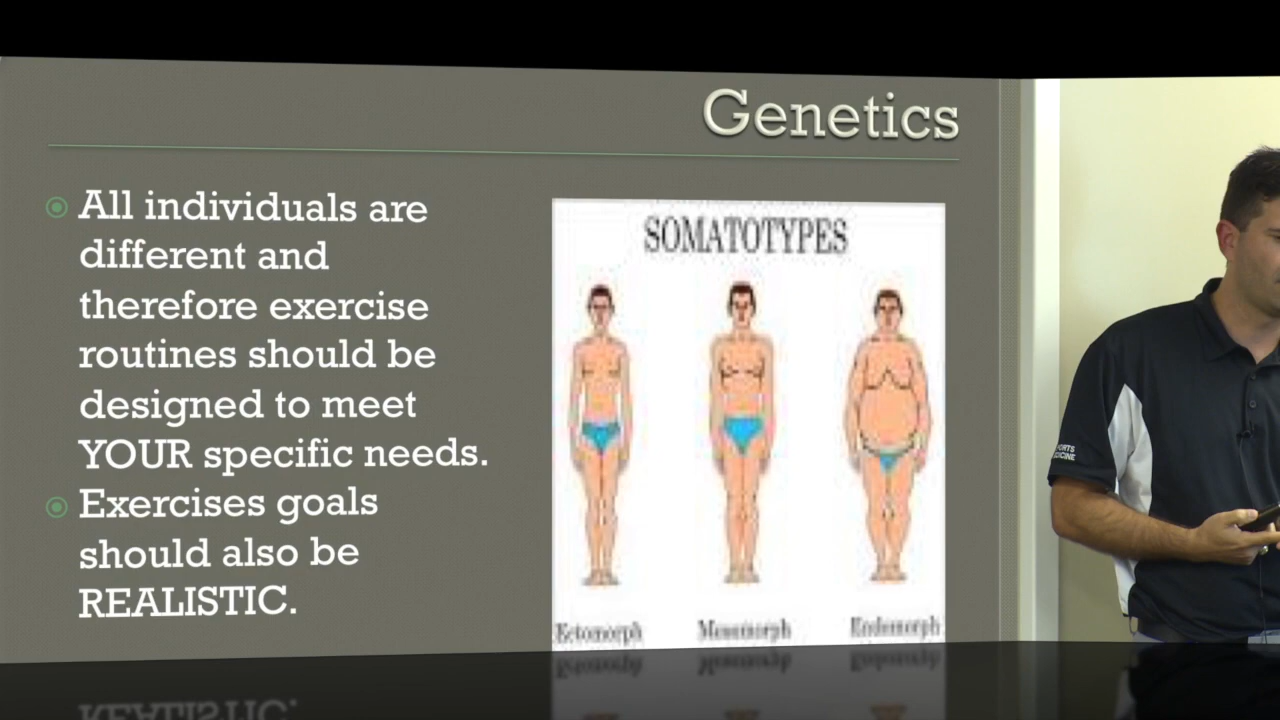 Genetics
All individuals are
different and
therefore exercise
routines should be
designed to meet
YOUR specific needs.
Exercises goals
should also be
REALISTIC.
SOMATOTYPES
Ectomorph Mesomorph Endomorph